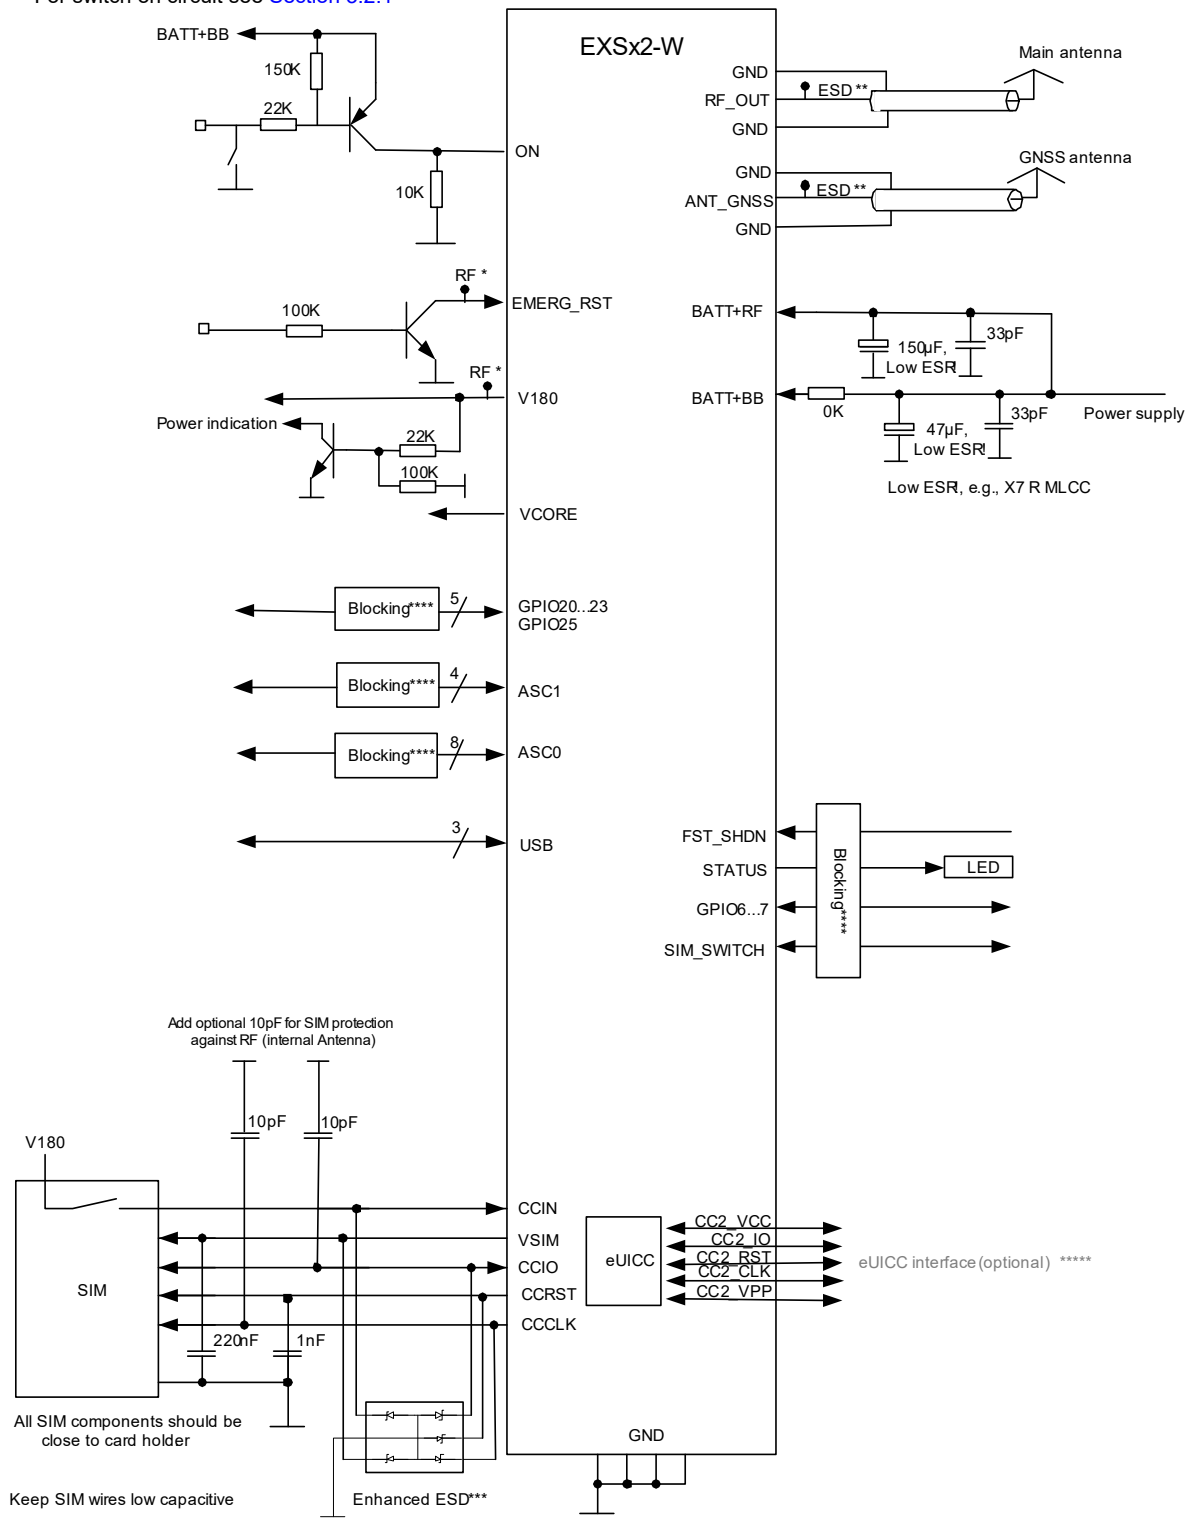 BATT+BB
150K
22K
ON
10K
EXSx2-W
GND
RF_OUT
GND
ESD **
Main antenna
GND
ANT_GNSS
GND
ESD **
GNSS antenna
RF *
EMERG_RST
100K
RF *
V180
Power indication
22K
100K
VCORE
BATT+RF
150µF,
Low ESR!
33pF
BATT+BB
0K
47µF,
Low ESR!
33pF
Power supply
Low ESR!, e.g., X7 R MLCC
Blocking****
5
GPIO20...23
GPIO25
Blocking****
4
ASC1
Blocking****
8
ASC0
3
USB
FST_SHDN
STATUS
GPIO6...7
SIM_SWITCH
Blocking****
LED
Add optional 10pF for SIM protection
against RF (internal Antenna)
10pF
10pF
V180
SIM
CCIN
VSIM
CCIO
CCRST
CCCLK
220nF
1nF
eUICC
CC2_VCC
CC2_IO
CC2_RST
CC2_CLK
CC2_VPP
eUICC interface (optional) *****
All SIM components should be
close to card holder
Keep SIM wires low capacitive
Enhanced ESD***
GND